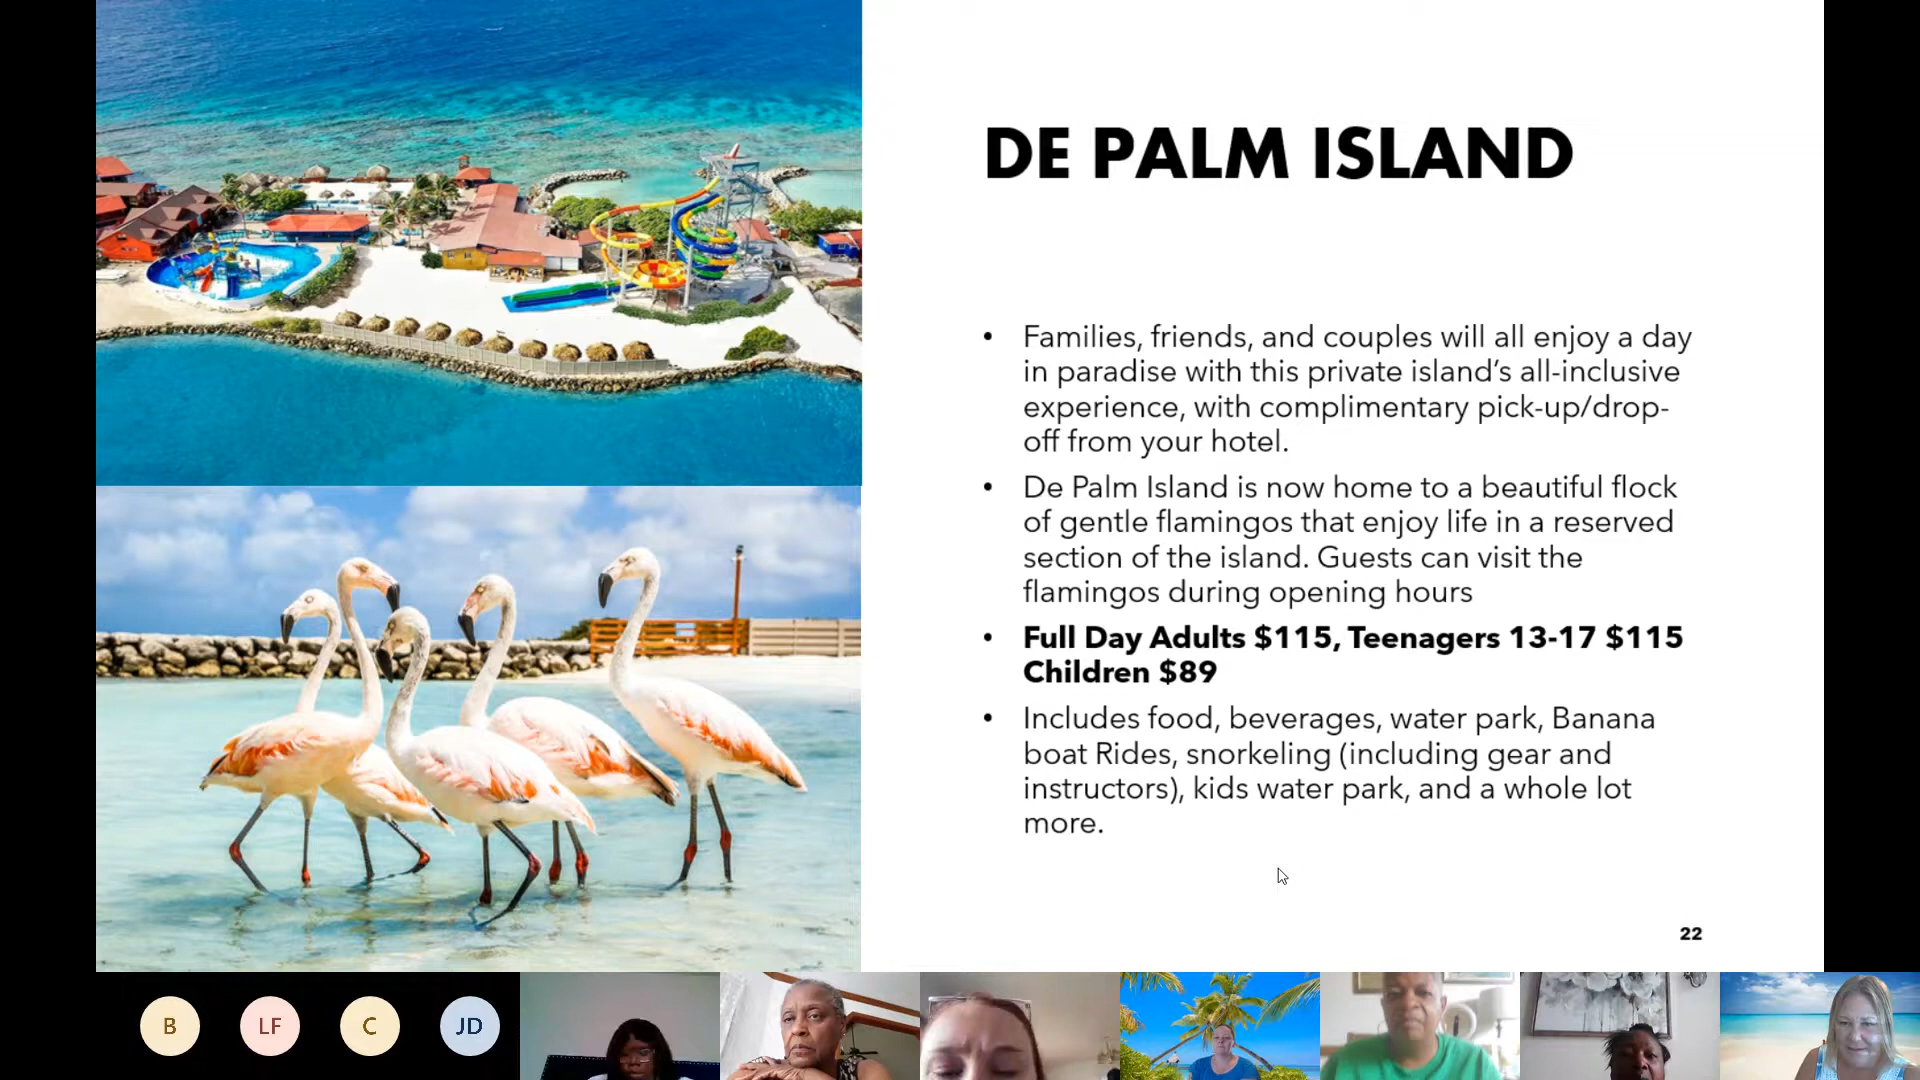 DE PALM ISLAND
• Families, friends, and couples will all enjoy a day
in paradise with this private island’s all-inclusive
experience, with complimentary pick-up/drop-
off from your hotel.
• De Palm Island is now home to a beautiful flock
of gentle flamingos that enjoy life in a reserved
section of the island. Guests can visit the
flamingos during opening hours
• Full Day Adults $115, Teenagers 13-17 $115
Children $89
• Includes food, beverages, water park, Banana
boat Rides, snorkeling (including gear and
instructors), kids water park, and a whole lot
more.
22
B
LF
C
JD